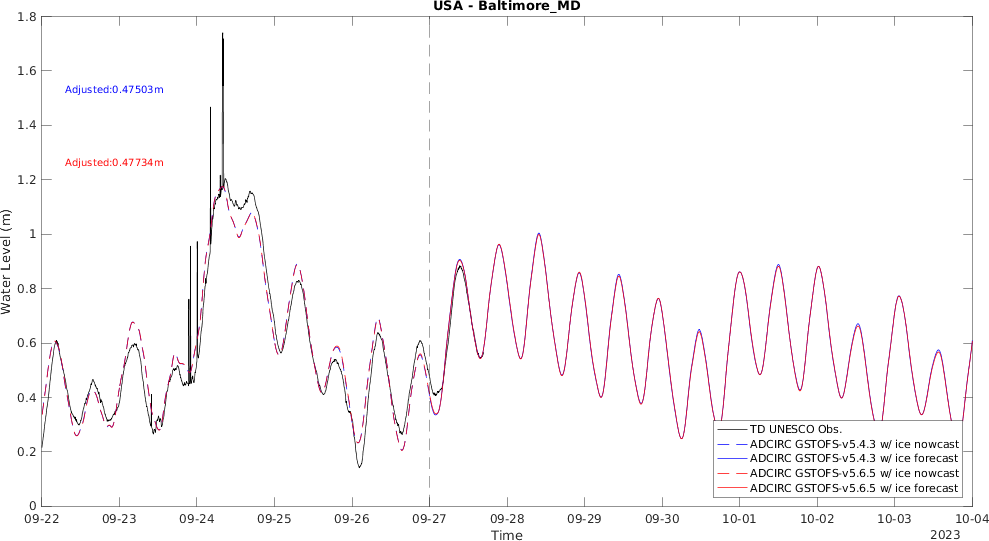 USA - Baltimore_MD
1.8
1.6
1.4
1.2
1
0.8
0.6
0.4
0.2
0
Water Level (m)
Adjusted:0.47503m
Adjusted:0.47734m
TD UNESCO Obs.
ADCIRC GSTOFS-v5.4.3 w/ ice nowcast
ADCIRC GSTOFS-v5.4.3 w/ ice forecast
ADCIRC GSTOFS-v5.6.5 w/ ice nowcast
ADCIRC GSTOFS-v5.6.5 w/ ice forecast
09-22 09-23 09-24 09-25 09-26 09-27 09-28 09-29 09-30 10-01 10-02 10-03 10-04
Time
2023